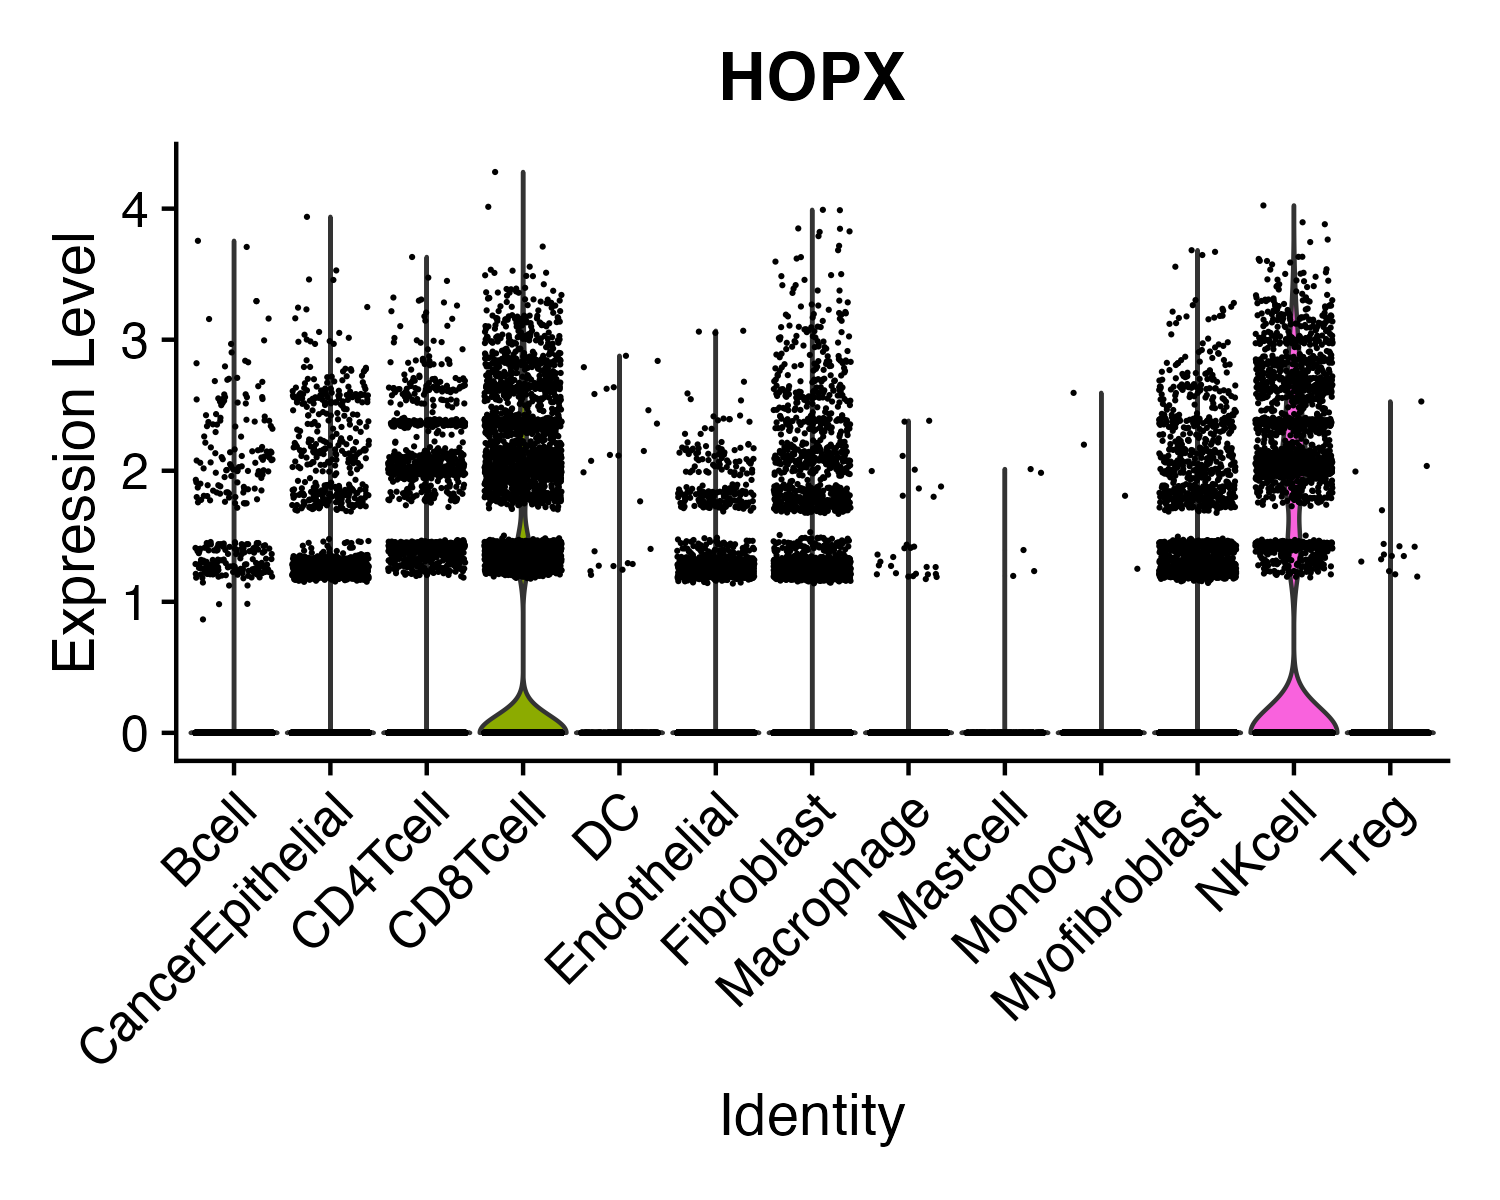 HOPX
Expression Level
4
3
2
1
0
Bcell
CancerEpithelial
CD4Tcell
CD8Tcell
DC
Endothelial
Fibroblast
Macrophage
Mastcell
Monocyte
Myofibroblast
NKcell
Treg
Identity